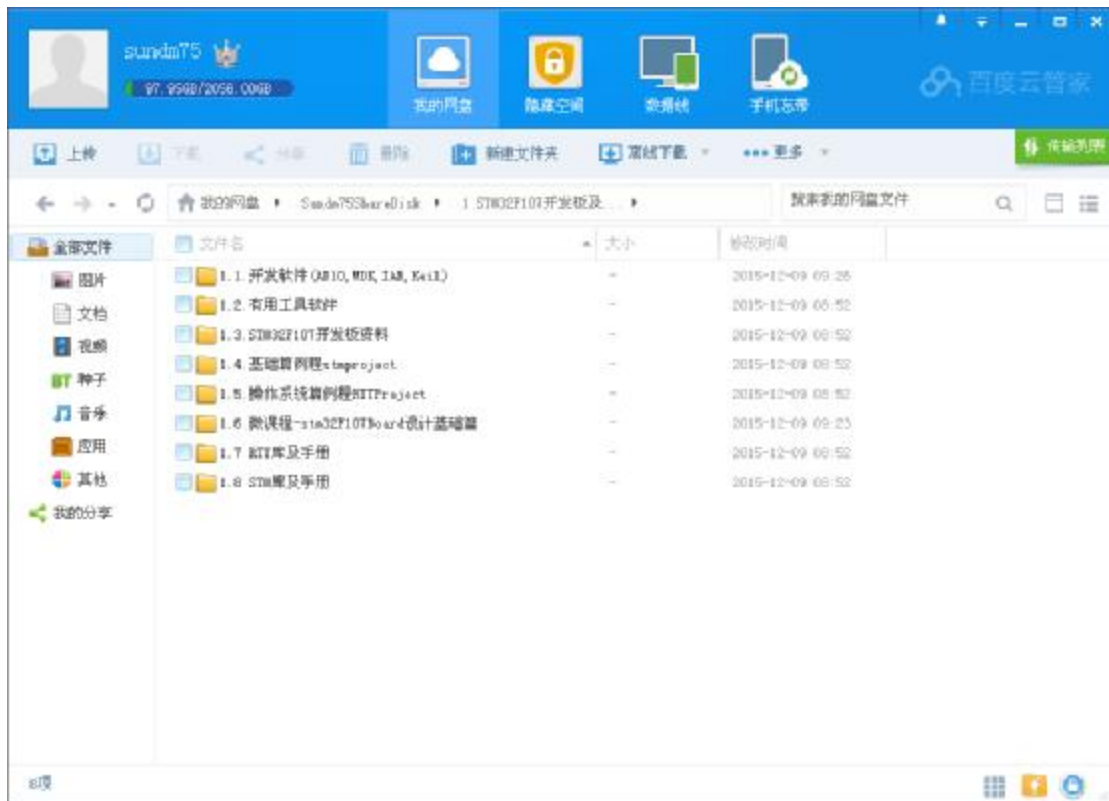 sundm75
97.95GB/2056.00GB
我的网盘
隐藏空间
数据线
手机忘带
百度云管家
上传
下载
分享
删除
新建文件夹
离线下载
更多
传输列表
我的网盘
Sundm75ShareDisk
1.STM32F107开发板及...
搜索我的网盘文件
全部文件
图片
文档
视频
BT 种子
音乐
应用
其他
我的分享
文件名
大小
修改时间
1.1.开发软件(AD10,MDK,IAR,Keil)
-
2015-12-09 09:26
1.2.有用工具软件
-
2015-12-09 08:52
1.3.STM32F107开发板资料
-
2015-12-09 08:52
1.4.基础篇例程stmproject
-
2015-12-09 08:52
1.5.操作系统篇例程RTTProject
-
2015-12-09 08:52
1.6 微课程-stm32F107Board设计基础篇
-
2015-12-09 09:23
1.7 RTT库及手册
-
2015-12-09 08:52
1.8 STM库及手册
-
2015-12-09 08:52
8项